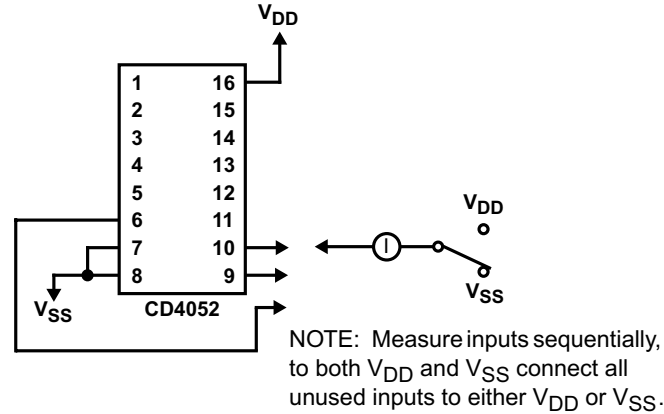 VDD
1 16
2 15
3 14
4 13
5 12
6 11
7 10
8 9
VSS
CD4052
I
VDD
VSS
NOTE: Measure inputs sequentially,
to both VDD and VSS connect all
unused inputs to either VDD or VSS.